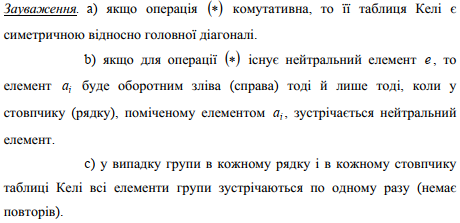 Зауваження. a) якщо операція (∗) комутативна, то її таблиця Келі є
симетричною відносно головної діагоналі.
b) якщо для операції (∗) існує нейтральний елемент e, то
елемент aᵢ буде оборотним зліва (справа) тоді й лише тоді, коли у
стовпчику (рядку), поміченому елементом aᵢ, зустрічається нейтральний
елемент.
c) у випадку групи в кожному рядку і в кожному стовпчику
таблиці Келі всі елементи групи зустрічаються по одному разу (немає
повторів).